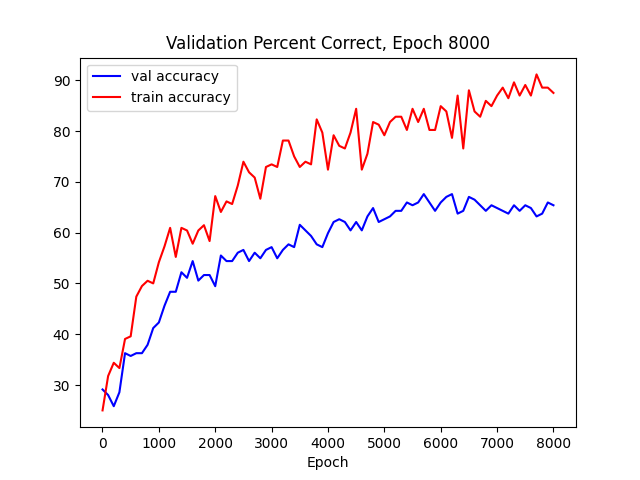 Validation Percent Correct, Epoch 8000
val accuracy
train accuracy
90
80
70
60
50
40
30
0 1000 2000 3000 4000 5000 6000 7000 8000
Epoch